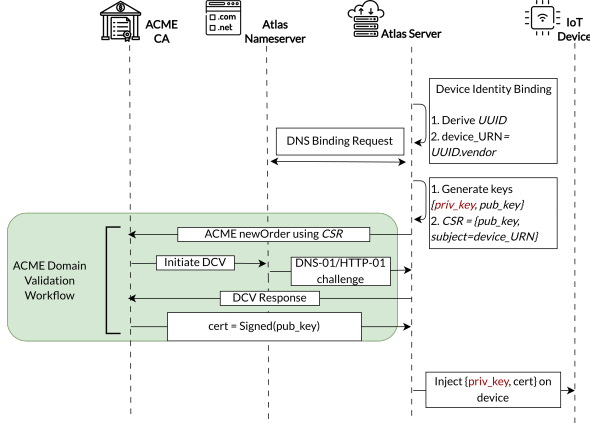 ACME
CA
.com
.net
Atlas
Nameserver
Atlas Server
IoT
Device
Device Identity Binding
1. Derive UUID
2. device_URN=
UUID.vendor
DNS Binding Request
1. Generate keys
{priv_key, pub_key}
2. CSR = {pub_key,
subject=device_URN}
ACME newOrder using CSR
ACME Domain
Validation
Workflow
Initiate DCV
DNS-01/HTTP-01
challenge
DCV Response
cert = Signed(pub_key)
Inject {priv_key, cert} on
device